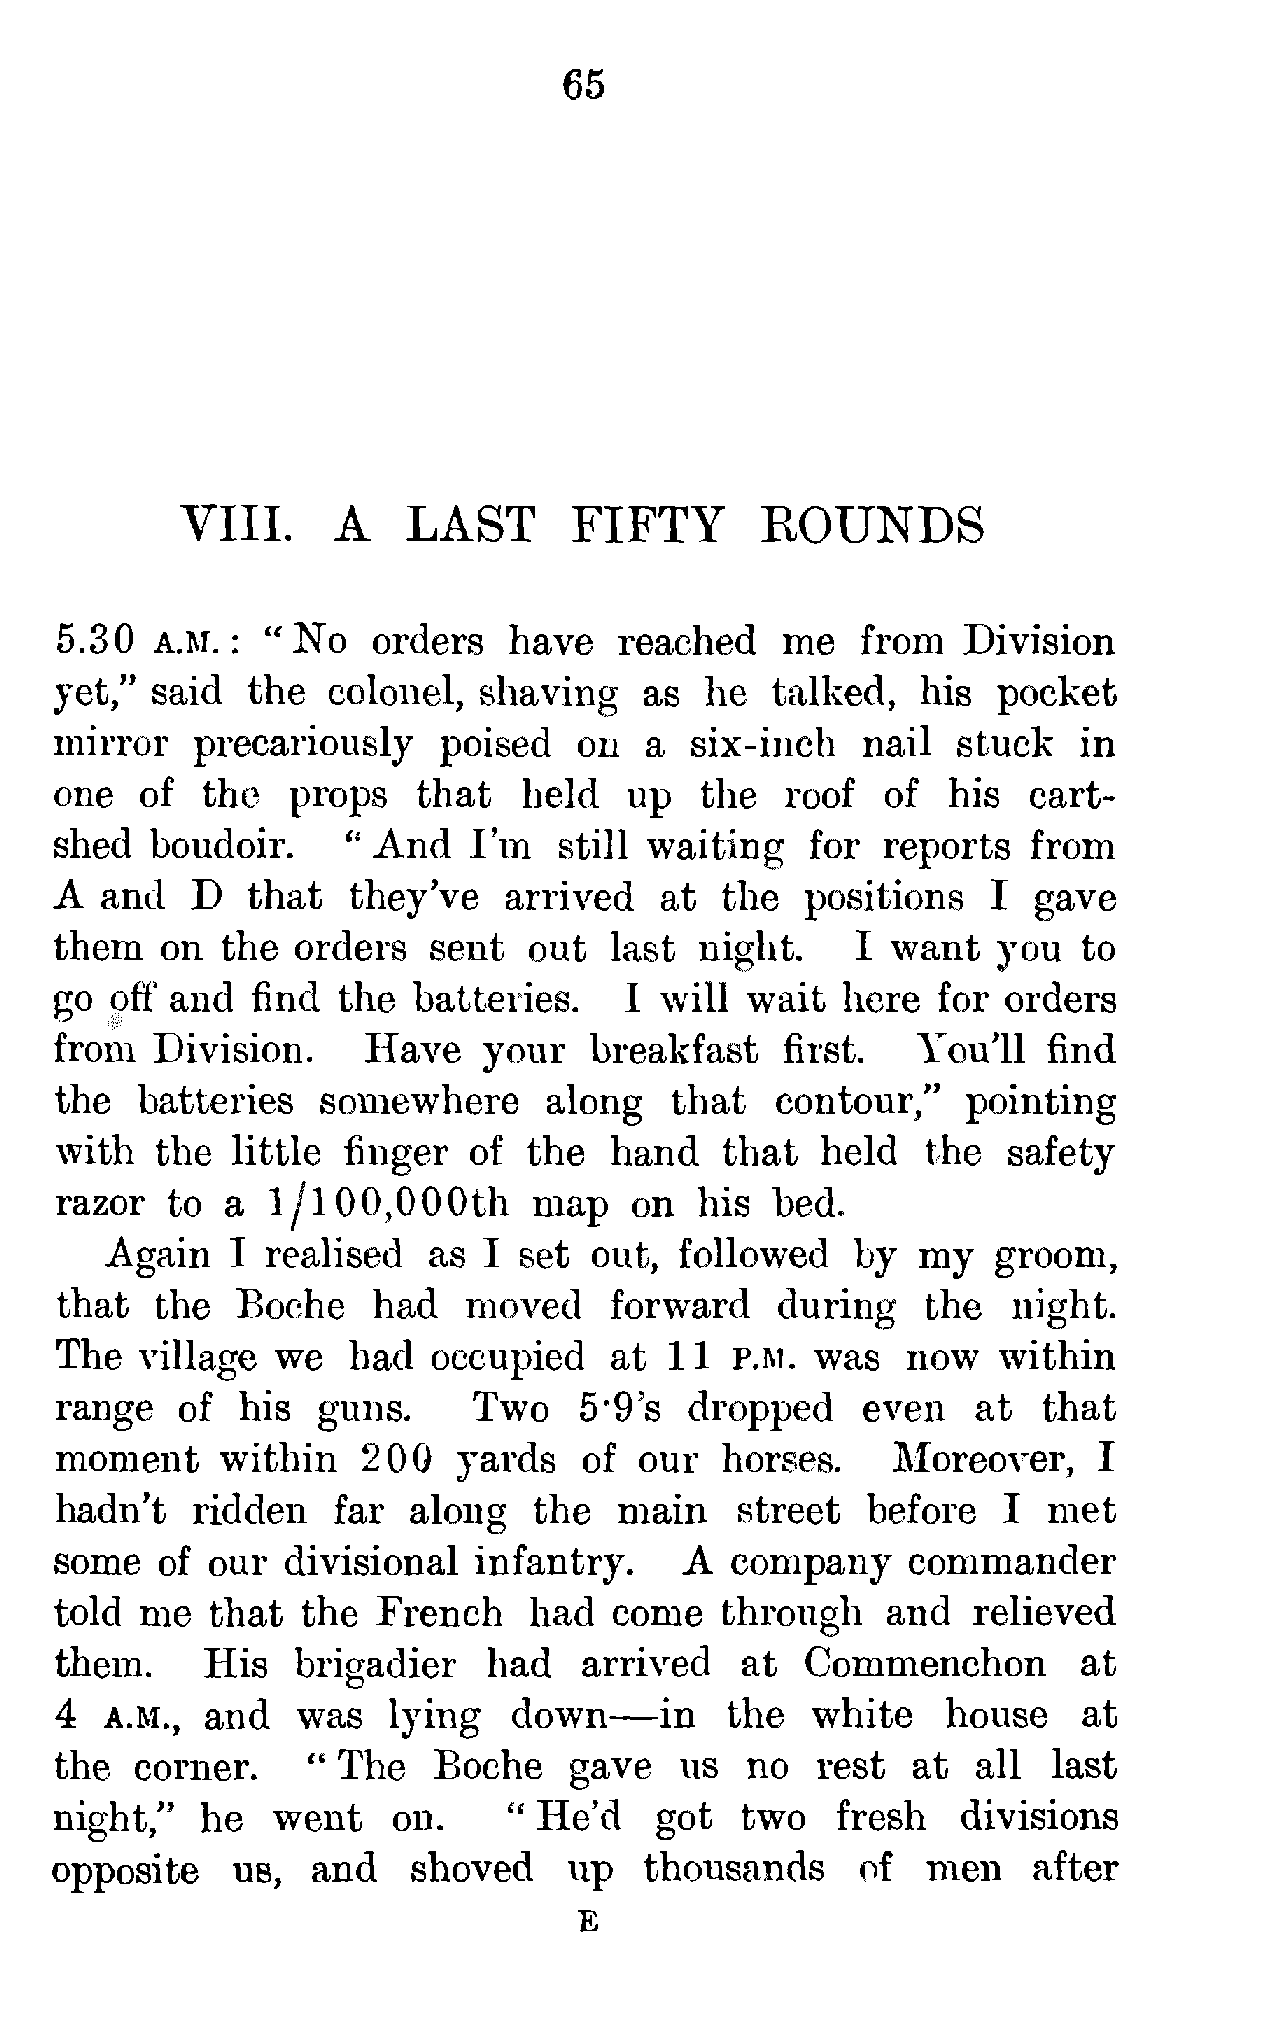 65
VIII. A LAST FIFTY ROUNDS
5.30 A.M.: “No orders have reached me from Division
yet,” said the colonel, shaving as he talked, his pocket
mirror precariously poised on a six-inch nail stuck in
one of the props that held up the roof of his cart-
shed boudoir. “And I'm still waiting for reports from
A and D that they've arrived at the positions I gave
them on the orders sent out last night. I want you to
go off and find the batteries. I will wait here for orders
from Division. Have your breakfast first. You'll find
the batteries somewhere along that contour,” pointing
with the little finger of the hand that held the safety
razor to a 1/100,000th map on his bed.
Again I realised as I set out, followed by my groom,
that the Boche had moved forward during the night.
The village we had occupied at 11 P.M. was now within
range of his guns. Two 5·9's dropped even at that
moment within 200 yards of our horses. Moreover, I
hadn't ridden far along the main street before I met
some of our divisional infantry. A company commander
told me that the French had come through and relieved
them. His brigadier had arrived at Commenchon at
4 A.M., and was lying down—in the white house at
the corner. “The Boche gave us no rest at all last
night,” he went on. “He'd got two fresh divisions
opposite us, and shoved up thousands of men after
E